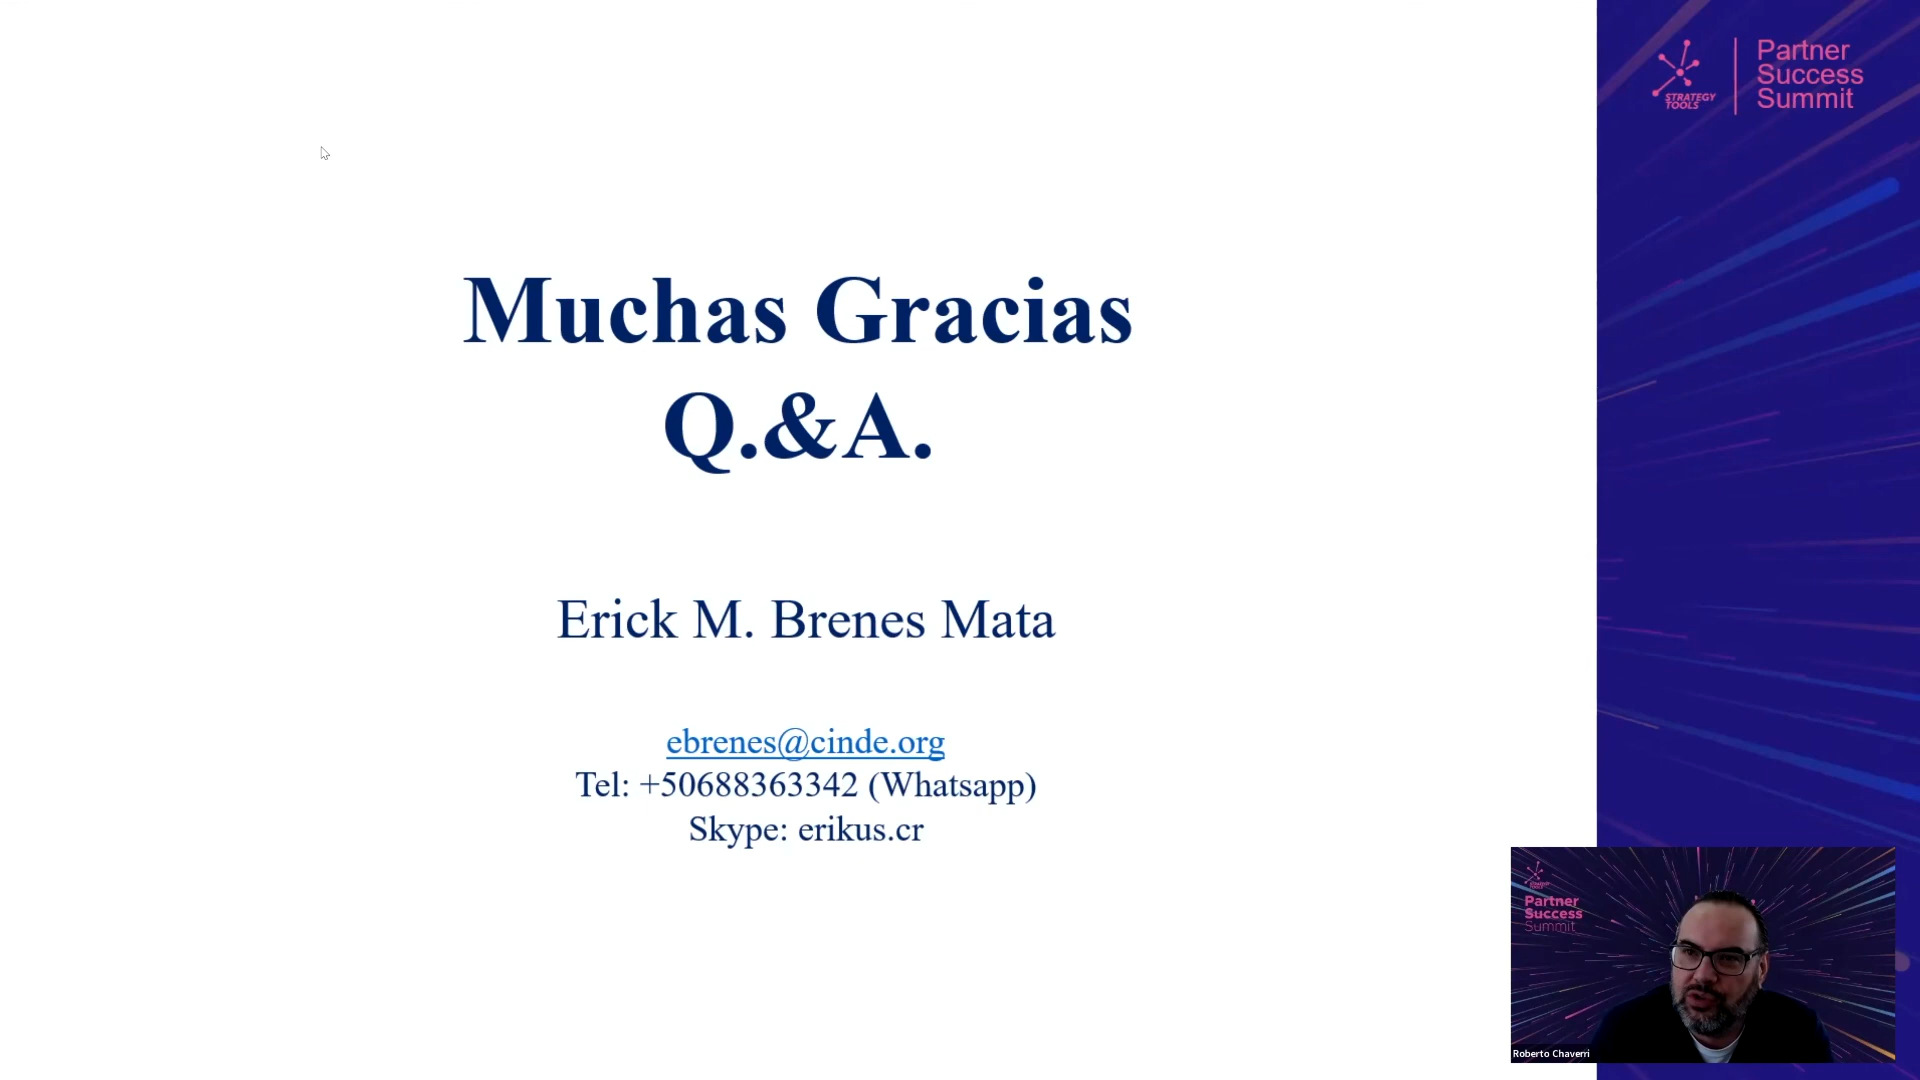 Partner
Success
Summit
STRATEGY
TOOLS
Muchas Gracias
Q.&A.
Erick M. Brenes Mata
ebrenes@cinde.org
Tel: +50688363342 (Whatsapp)
Skype: erikus.cr
Partner
Success
Summit
Roberto Chaverri